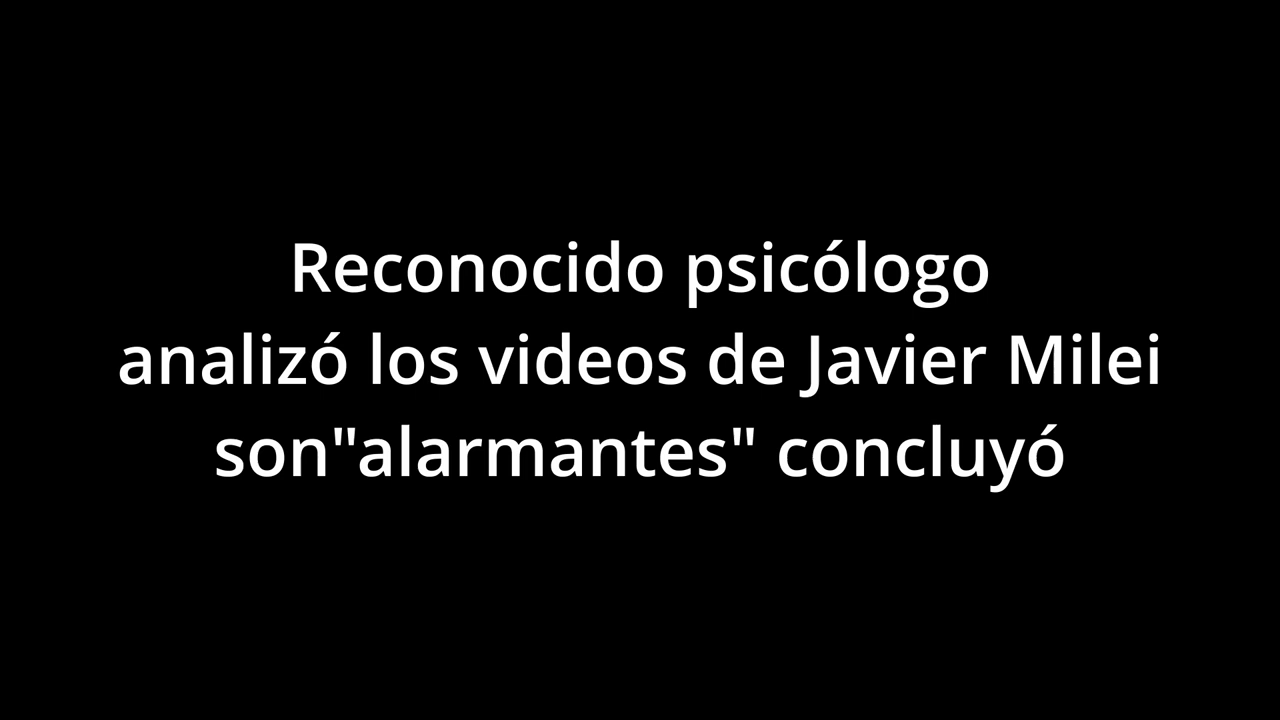 Reconocido psicólogo
analizó los videos de Javier Milei
son"alarmantes" concluyó